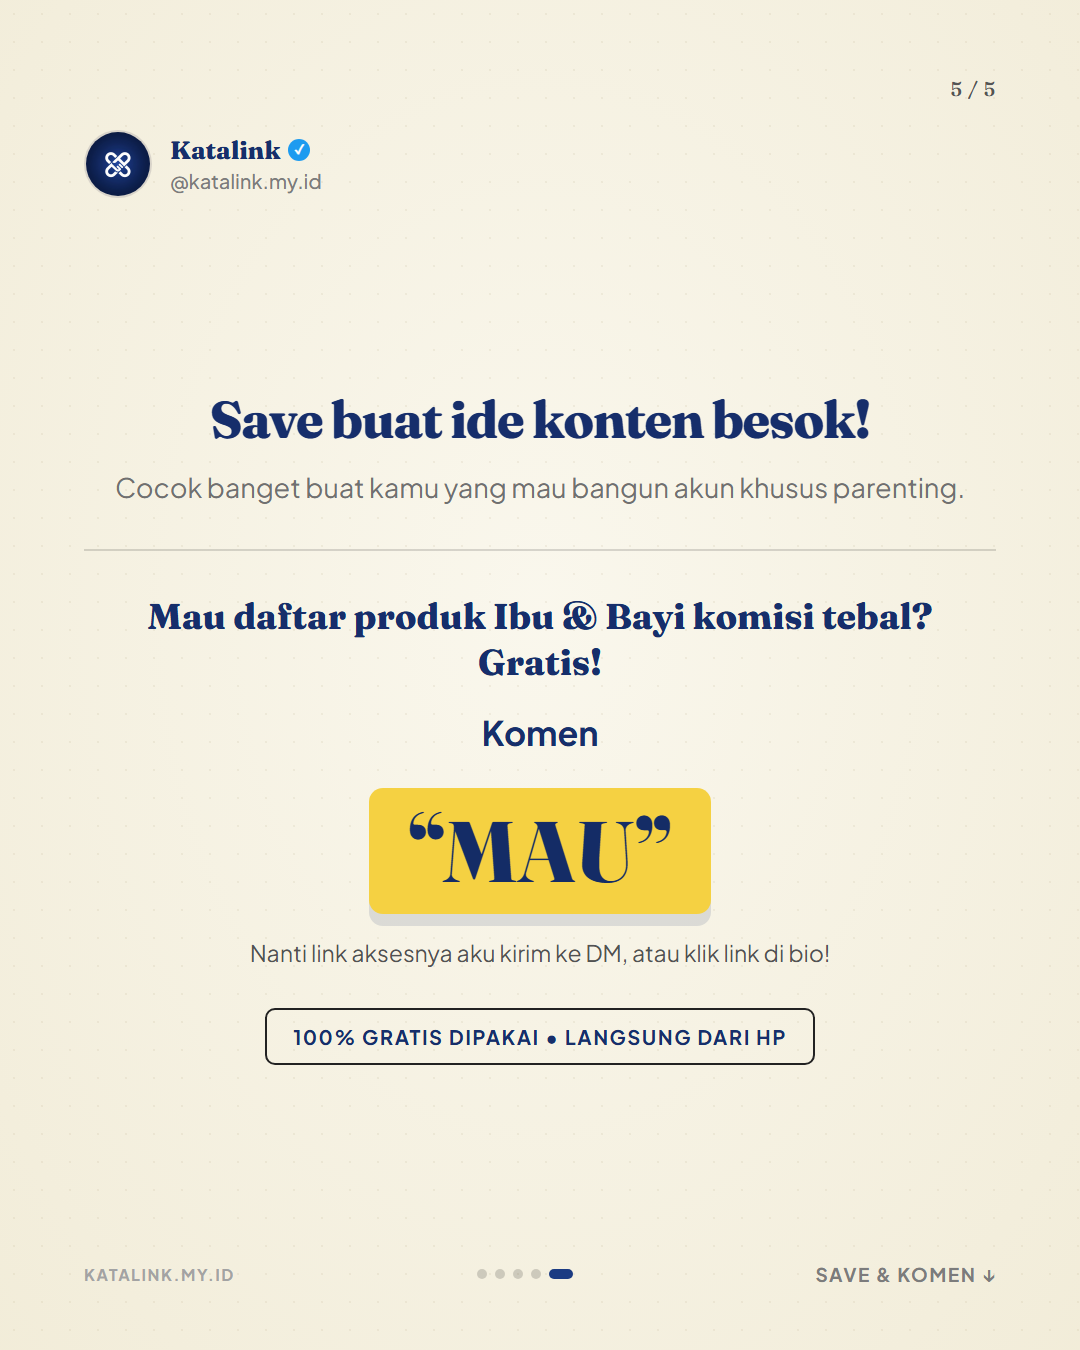 5 / 5
Katalink
@katalink.my.id
Save buat ide konten besok!
Cocok banget buat kamu yang mau bangun akun khusus parenting.
Mau daftar produk Ibu & Bayi komisi tebal?
Gratis!
Komen
“MAU”
Nanti link aksesnya aku kirim ke DM, atau klik link di bio!
100% GRATIS DIPAKAI • LANGSUNG DARI HP
KATALINK.MY.ID
SAVE & KOMEN ↓